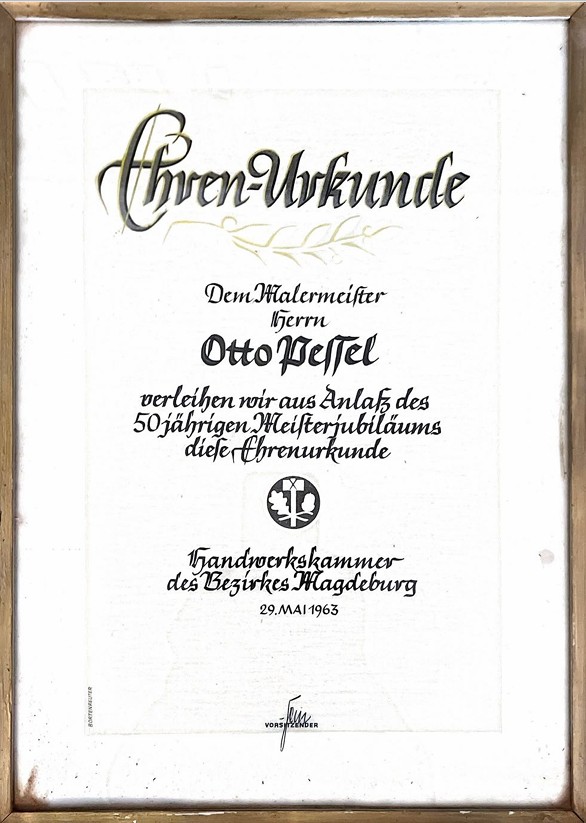 Ehren-Urkunde
Dem Malermeiſter
Herrn
Otto Peſſel
verleihen wir aus Anlaß des
50jährigen Meiſterjubiläums
dieſe Ehrenurkunde
Handwerkskammer
des Bezirkes Magdeburg
29. MAI 1963
VORSITZENDER
BORTENREUTER